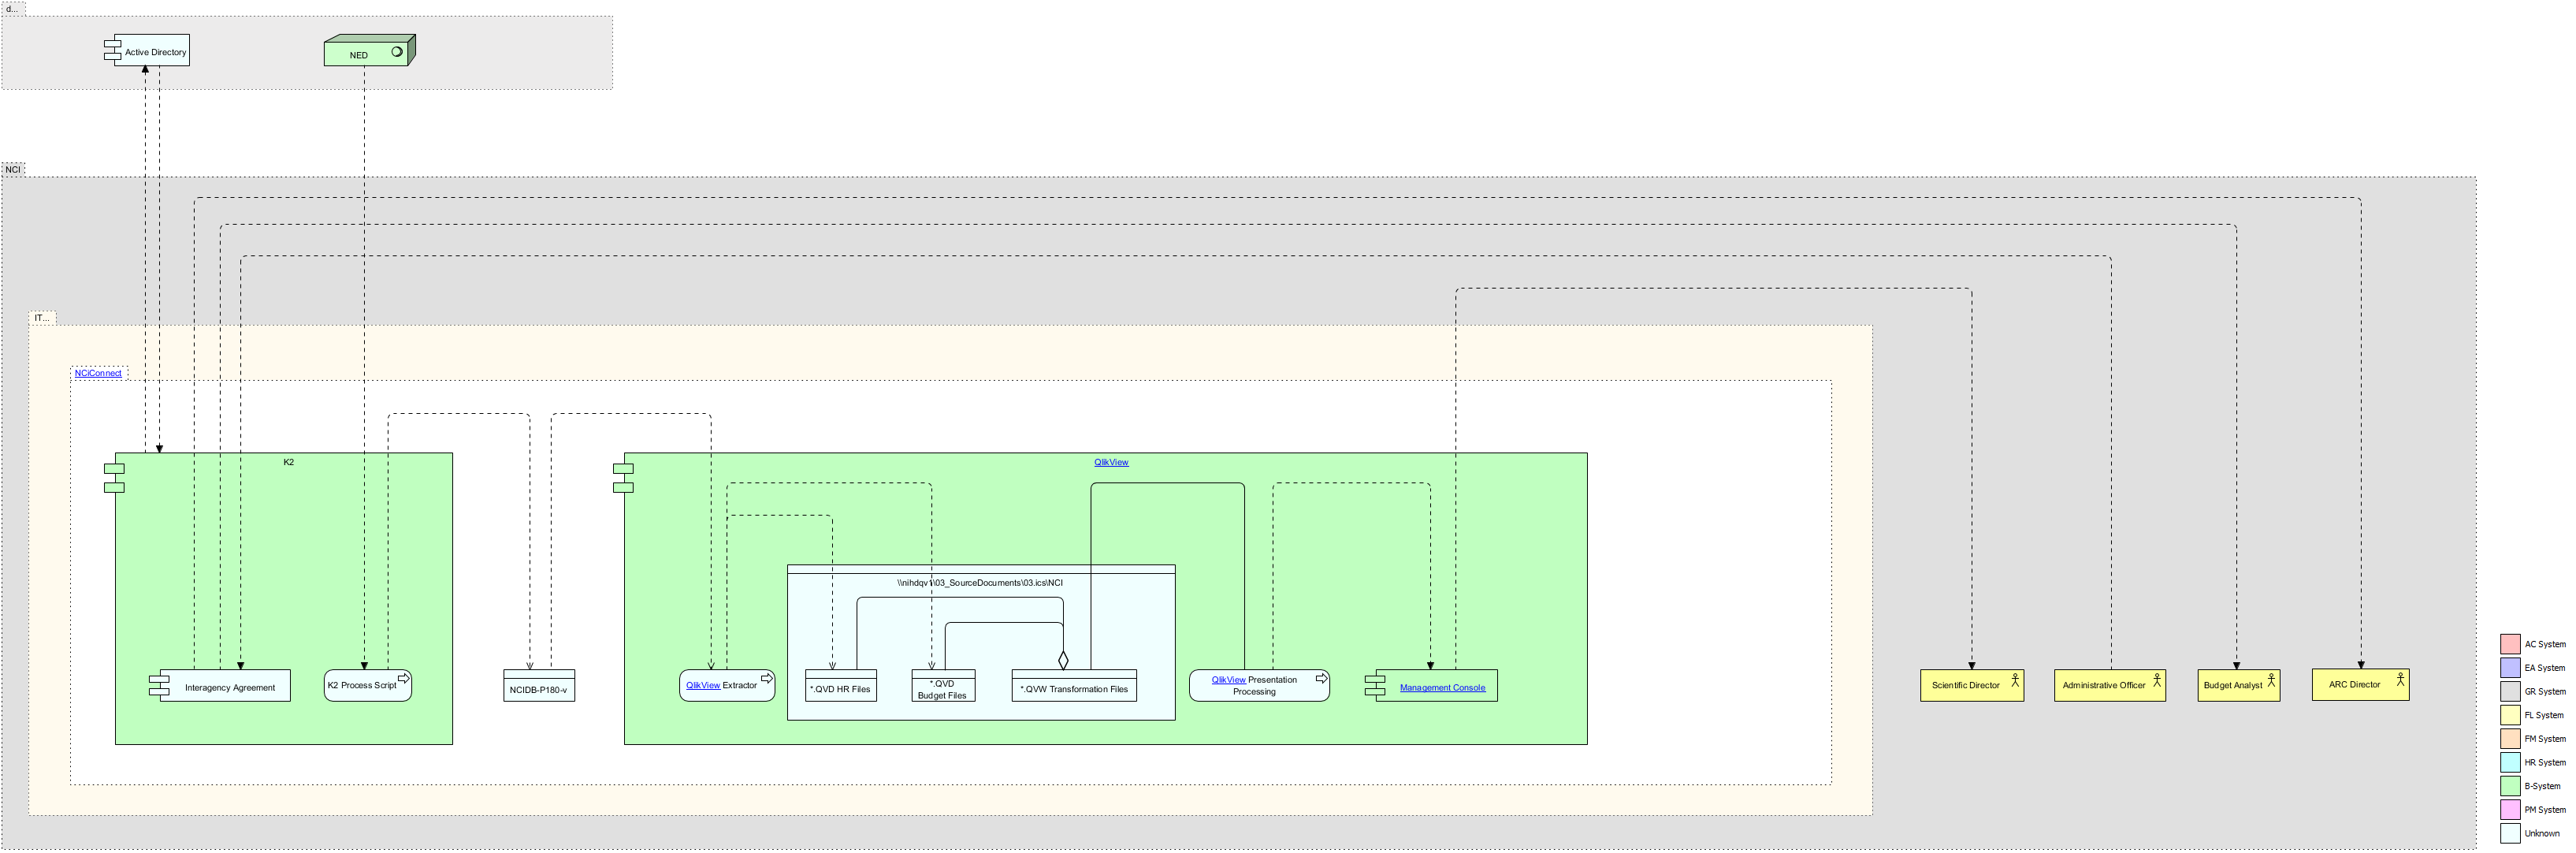 d...
Active Directory
NED
NCI
IT...
NCiConnect
K2
QlikView
\\nihdqv1\03_SourceDocuments\03.ics\NCI
Interagency Agreement
K2 Process Script
NCIDB-P180-v
QlikView Extractor
*.QVD HR Files
*.QVD
Budget Files
*.QVW Transformation Files
QlikView Presentation
Processing
Management Console
Scientific Director
Administrative Officer
Budget Analyst
ARC Director
AC System
EA System
GR System
FL System
FM System
HR System
B-System
PM System
Unknown